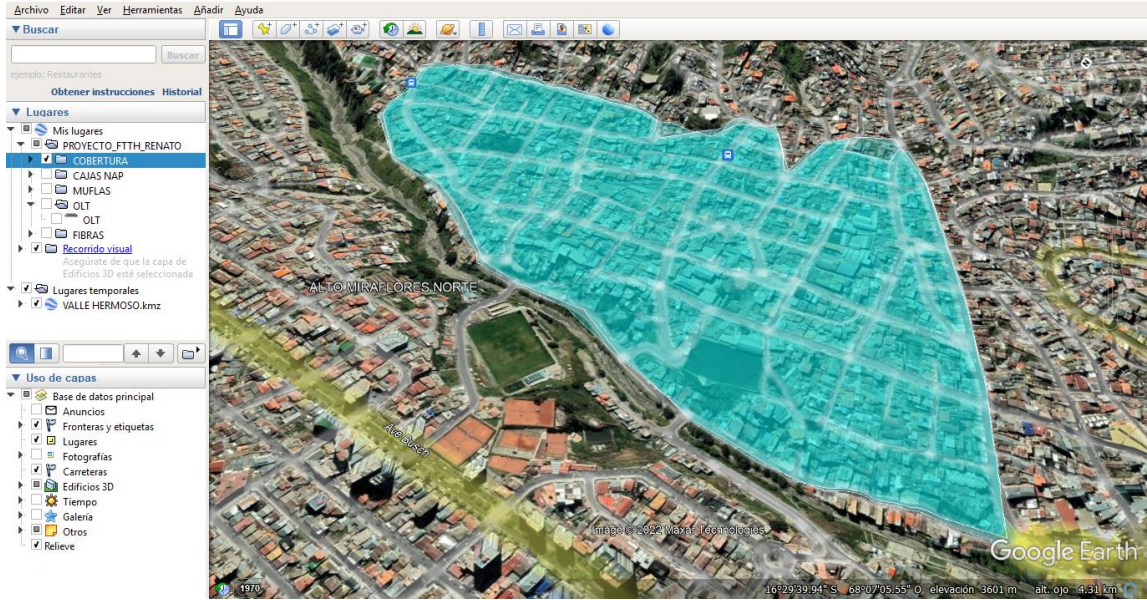 Archivo Editar Ver Herramientas Añadir Ayuda
Buscar
Buscar
ejemplo: Restaurantes
Obtener instrucciones Historial
Lugares
Mis lugares
PROYECTO_FTTH_RENATO
COBERTURA
CAJAS NAP
MUFLAS
OLT
OLT
FIBRAS
Recorrido visual
Asegúrate de que la capa de
Edificios 3D esté seleccionada
Lugares temporales
VALLE HERMOSO.kmz
Uso de capas
Base de datos principal
Anuncios
Fronteras y etiquetas
Lugares
Fotografías
Carreteras
Edificios 3D
Tiempo
Galería
Otros
Relieve
ALTO MIRAFLORES NORTE
Ave Busch
Image © 2022 Maxar Technologies
Google Earth
1970
16°29'39.94" S 68°07'05.55" O elevación 3601 m alt. ojo 4.31 km